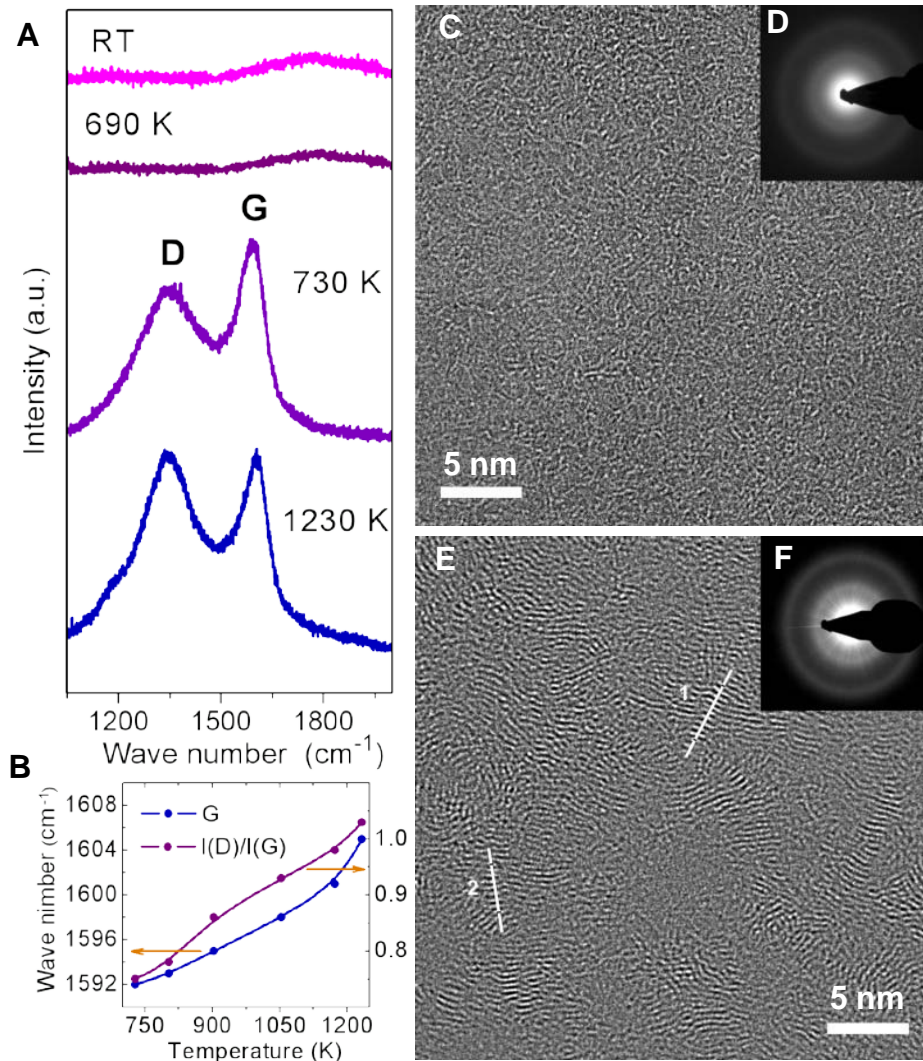 A
RT
690 K
G
D
730 K
1230 K
Intensity (a.u.)
1200 1500 1800
Wave number (cm⁻¹)
B
1608
1604
1600
1596
1592
Wave nimber (cm⁻¹)
G
I(D)/I(G)
1.0
0.9
0.8
750 900 1050 1200
Temperature (K)
C
D
5 nm
E
F
1
2
5 nm